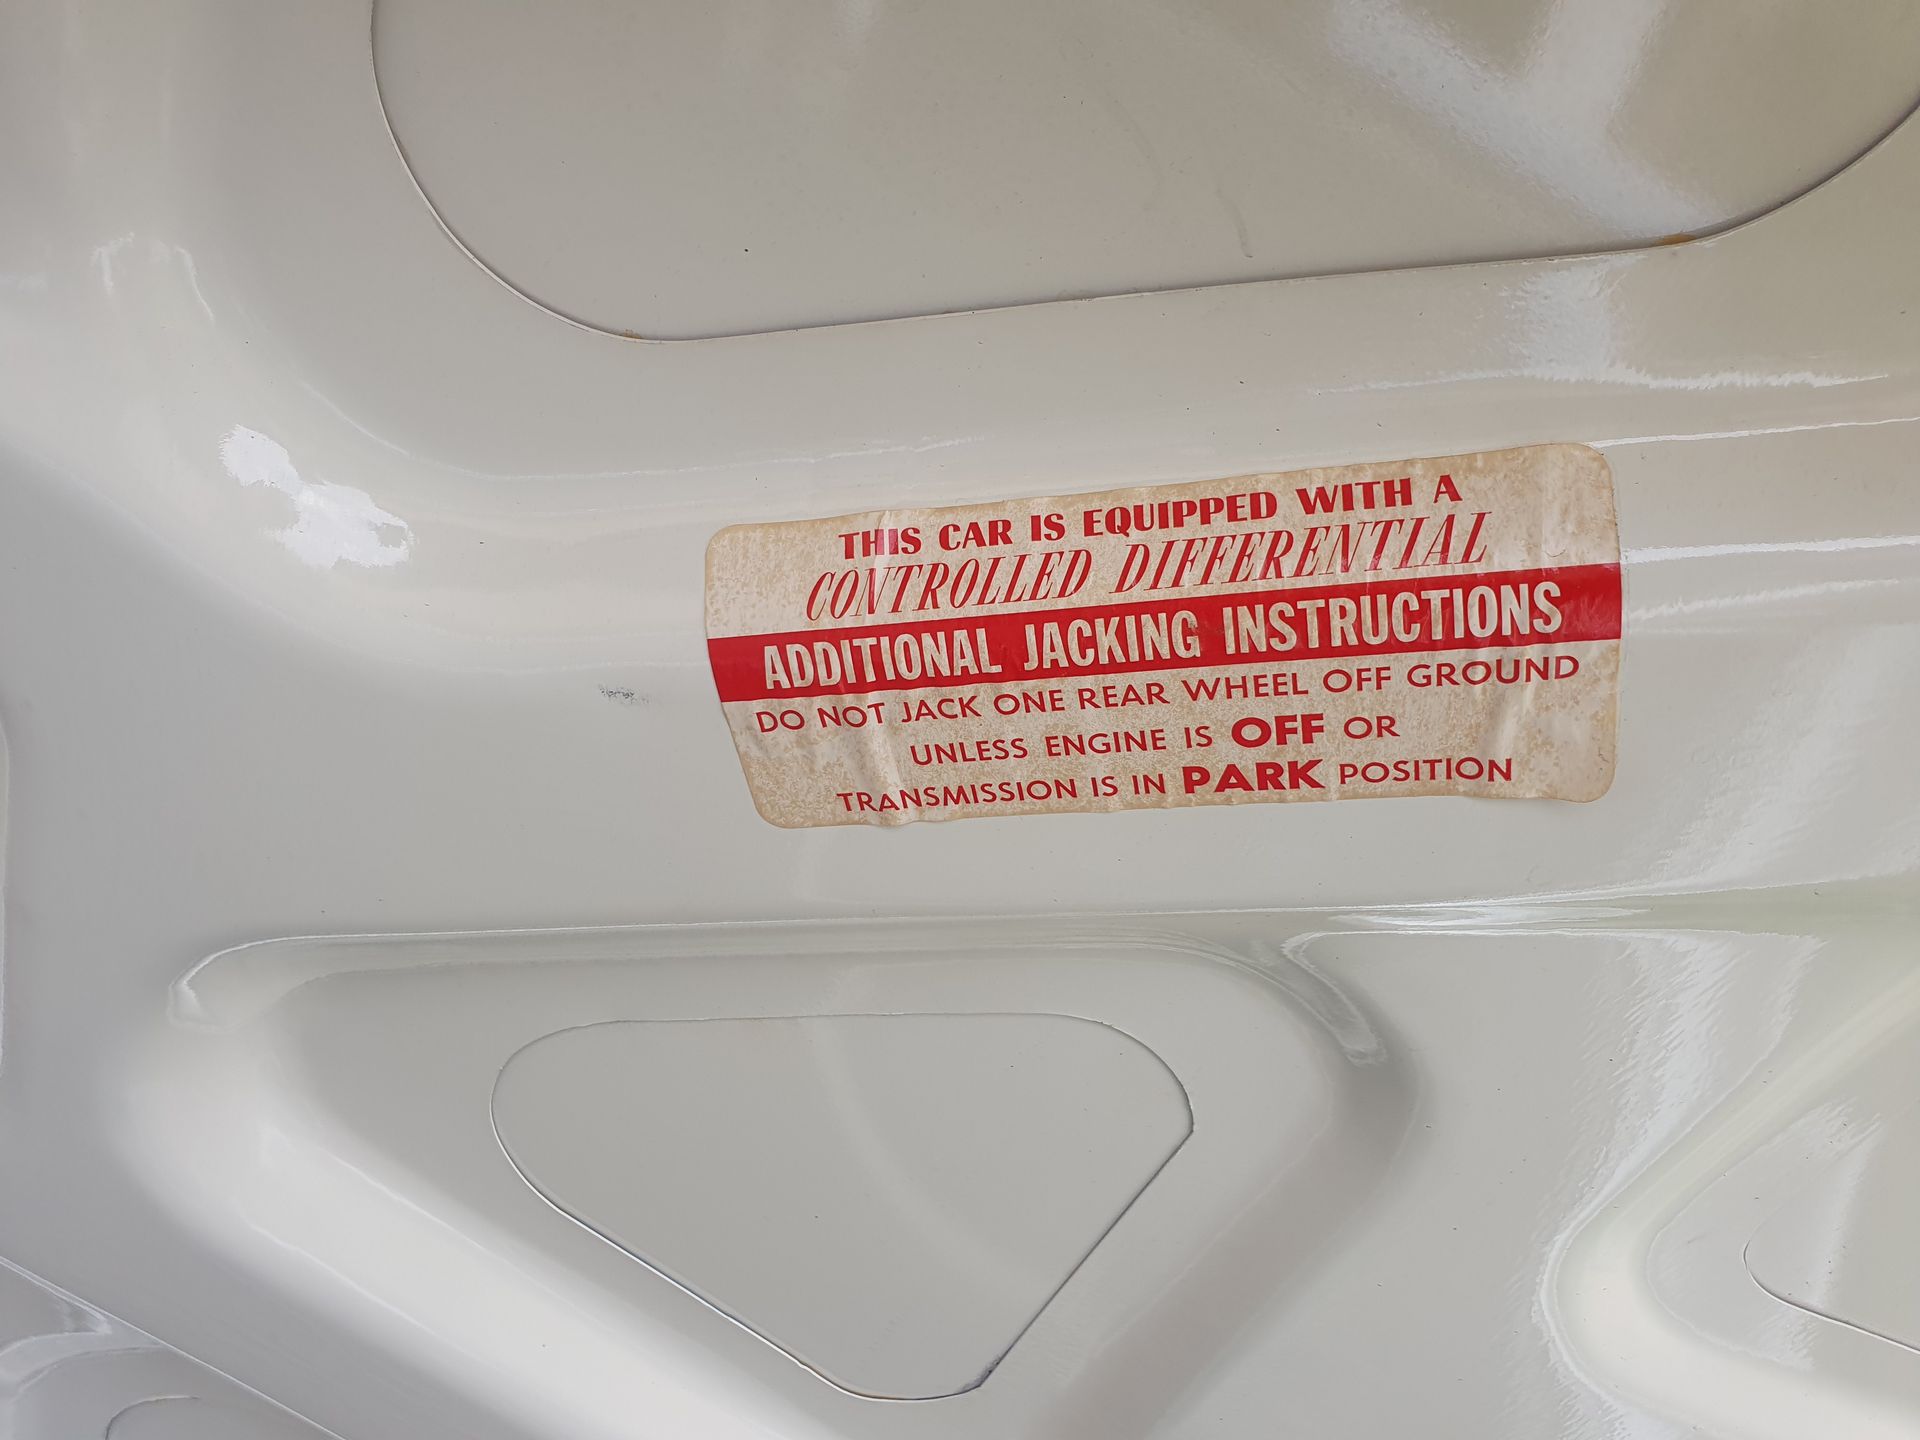 THIS CAR IS EQUIPPED WITH A
CONTROLLED DIFFERENTIAL
ADDITIONAL JACKING INSTRUCTIONS
DO NOT JACK ONE REAR WHEEL OFF GROUND
UNLESS ENGINE IS OFF OR
TRANSMISSION IS IN PARK POSITION